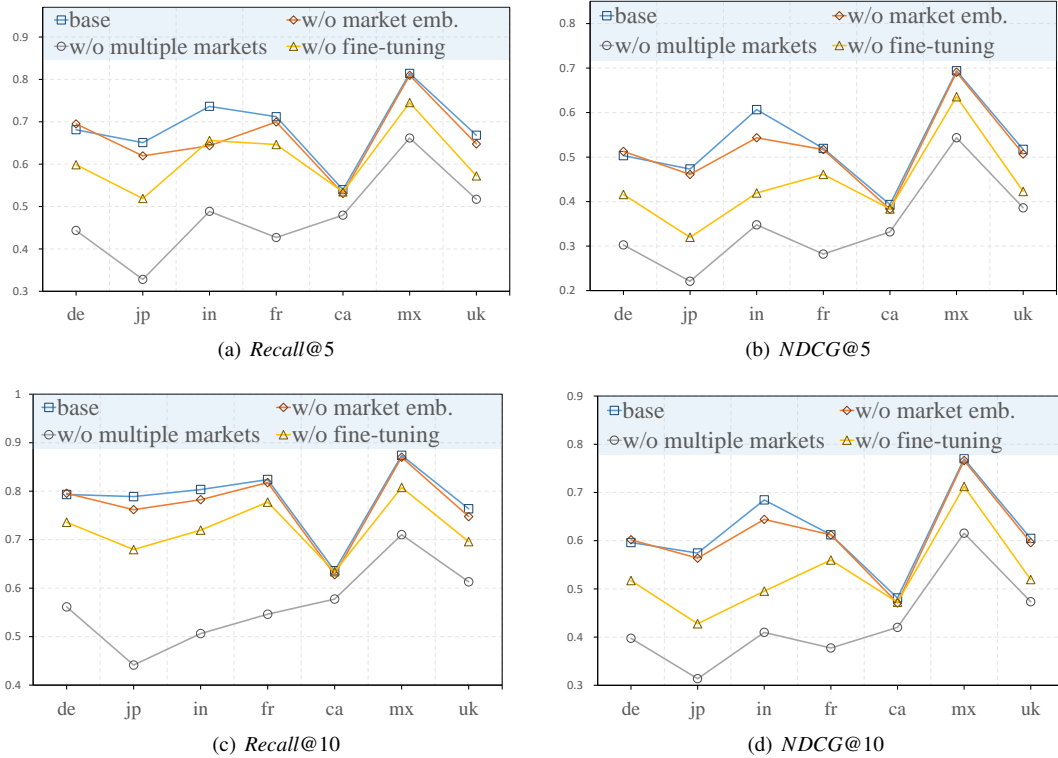 base
w/o market emb.
w/o multiple markets
w/o fine-tuning
0.9
0.8
0.7
0.6
0.5
0.4
0.3
de jp in fr ca mx uk
(a) Recall@5
base
w/o market emb.
w/o multiple markets
w/o fine-tuning
0.8
0.7
0.6
0.5
0.4
0.3
0.2
de jp in fr ca mx uk
(b) NDCG@5
base
w/o market emb.
w/o multiple markets
w/o fine-tuning
1
0.9
0.8
0.7
0.6
0.5
0.4
de jp in fr ca mx uk
(c) Recall@10
base
w/o market emb.
w/o multiple markets
w/o fine-tuning
0.9
0.8
0.7
0.6
0.5
0.4
0.3
de jp in fr ca mx uk
(d) NDCG@10